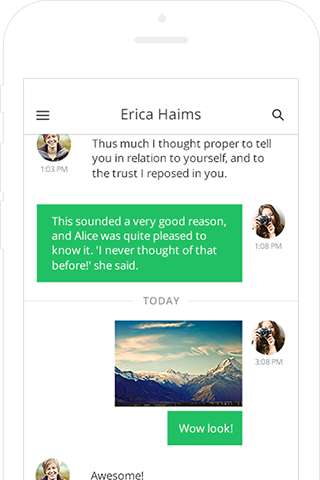 Erica Haims
Thus much I thought proper to tell
you in relation to yourself, and to
the trust I reposed in you.
1:03 PM
This sounded a very good reason,
and Alice was quite pleased to
know it. 'I never thought of that
before!' she said.
1:08 PM
TODAY
3:08 PM
Wow look!
Awesome!